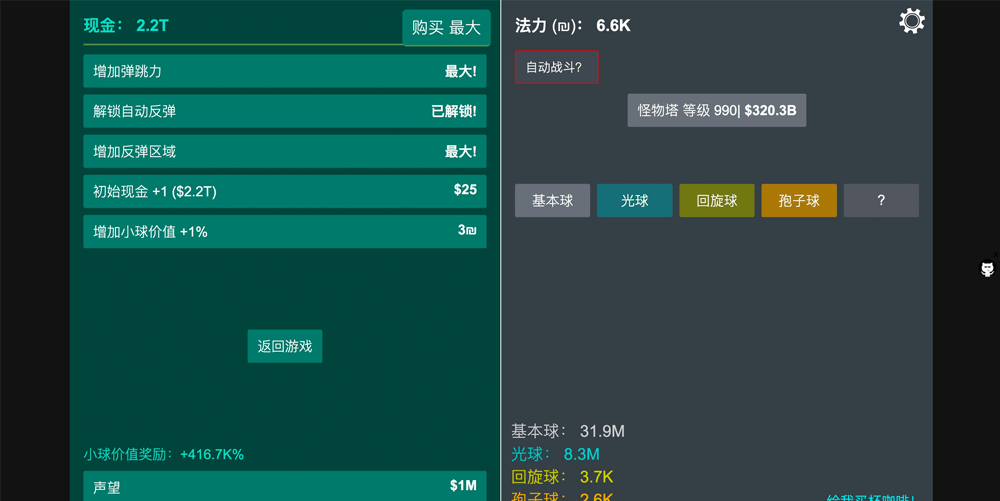 现金： 2.2T
购买 最大
增加弹跳力 最大!
解锁自动反弹 已解锁!
增加反弹区域 最大!
初始现金 +1 ($2.2T) $25
增加小球价值 +1% 3₪
返回游戏
小球价值奖励：+416.7K%
声望 $1M
法力 (₪)： 6.6K
自动战斗?
怪物塔 等级 990| $320.3B
基本球 光球 回旋球 孢子球 ?
基本球： 31.9M
光球： 8.3M
回旋球： 3.7K
孢子球： 2.6K
给我买杯咖啡!